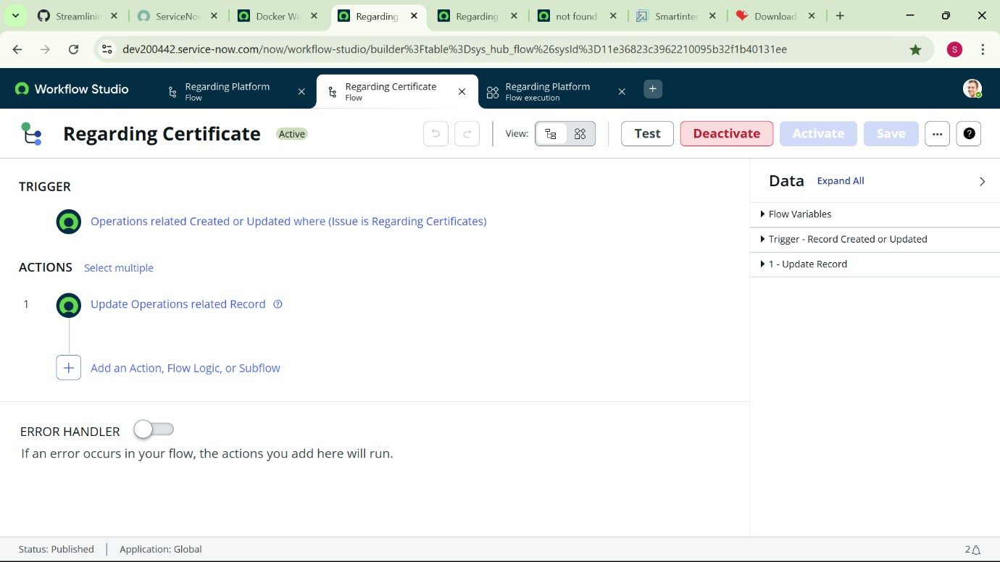 Streamlinin
ServiceNo
Docker We
Regarding
Regarding
not found
Smartinter
Download
dev200442.service-now.com/now/workflow-studio/builder%3Ftable%3Dsys_hub_flow%26sysId%3D11e36823c3962210095b32f1b40131ee
S
Workflow Studio
Regarding Platform
Flow
Regarding Certificate
Flow
Regarding Platform
Flow execution
Regarding Certificate
Active
View:
Test
Deactivate
Activate
Save
TRIGGER
Operations related Created or Updated where (Issue is Regarding Certificates)
ACTIONS
Select multiple
1
Update Operations related Record
Add an Action, Flow Logic, or Subflow
ERROR HANDLER
If an error occurs in your flow, the actions you add here will run.
Data
Expand All
Flow Variables
Trigger - Record Created or Updated
1 - Update Record
Status: Published
Application: Global
2